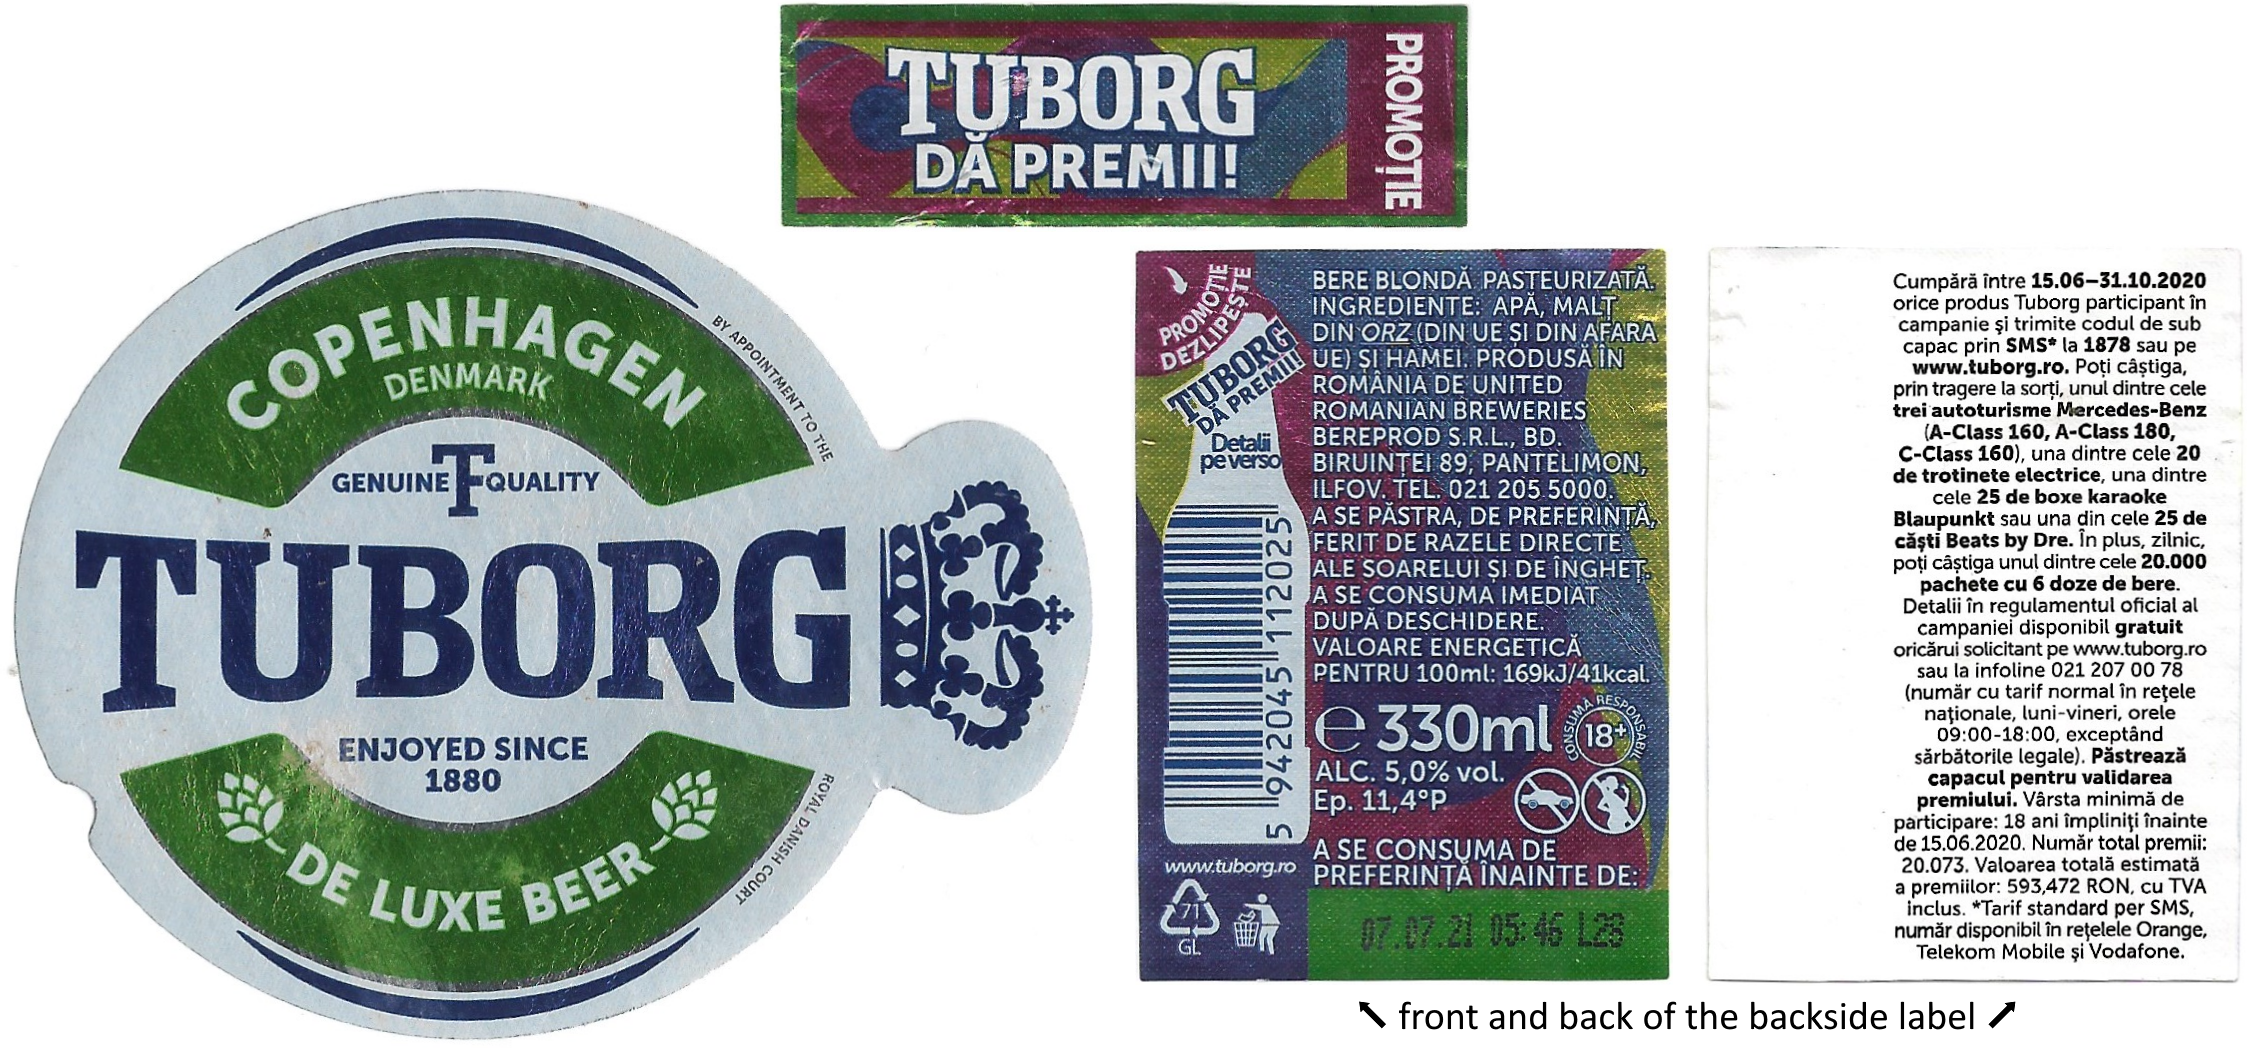 TUBORG
DĂ PREMII!
PROMOȚIE
COPENHAGEN
DENMARK
BY APPOINTMENT TO THE
GENUINE T QUALITY
TUBORG
ENJOYED SINCE
1880
DE LUXE BEER
ROYAL DANISH COURT
PROMOȚIE
DEZLIPEȘTE
TUBORG
DĂ PREMII!
Detalii
pe verso
5 942045 112025
www.tuborg.ro
71
GL
BERE BLONDĂ PASTEURIZATĂ.
INGREDIENTE: APĂ, MALȚ
DIN ORZ (DIN UE ȘI DIN AFARA
UE) ȘI HAMEI. PRODUSĂ ÎN
ROMÂNIA DE UNITED
ROMANIAN BREWERIES
BEREPROD S.R.L., BD.
BIRUINȚEI 89, PANTELIMON,
ILFOV. TEL. 021 205 5000.
A SE PĂSTRA, DE PREFERINȚĂ,
FERIT DE RAZELE DIRECTE
ALE SOARELUI ȘI DE ÎNGHEȚ.
A SE CONSUMA IMEDIAT
DUPĂ DESCHIDERE.
VALOARE ENERGETICĂ
PENTRU 100ml: 169kJ/41kcal.
℮ 330ml
CONSUMĂ RESPONSABIL
18+
ALC. 5,0% vol.
Ep. 11,4°P
A SE CONSUMA DE
PREFERINȚĂ ÎNAINTE DE:
07.07.21 05:46 L28
Cumpără între 15.06–31.10.2020
orice produs Tuborg participant în
campanie și trimite codul de sub
capac prin SMS* la 1878 sau pe
www.tuborg.ro. Poți câștiga,
prin tragere la sorți, unul dintre cele
trei autoturisme Mercedes-Benz
(A-Class 160, A-Class 180,
C-Class 160), una dintre cele 20
de trotinete electrice, una dintre
cele 25 de boxe karaoke
Blaupunkt sau una din cele 25 de
căști Beats by Dre. În plus, zilnic,
poți câștiga unul dintre cele 20.000
pachete cu 6 doze de bere.
Detalii în regulamentul oficial al
campaniei disponibil gratuit
oricărui solicitant pe www.tuborg.ro
sau la infoline 021 207 00 78
(număr cu tarif normal în rețele
naționale, luni-vineri, orele
09:00-18:00, exceptând
sărbătorile legale). Păstrează
capacul pentru validarea
premiului. Vârsta minimă de
participare: 18 ani împliniți înainte
de 15.06.2020. Număr total premii:
20.073. Valoarea totală estimată
a premiilor: 593,472 RON, cu TVA
inclus. *Tarif standard per SMS,
număr disponibil în rețelele Orange,
Telekom Mobile și Vodafone.
front and back of the backside label